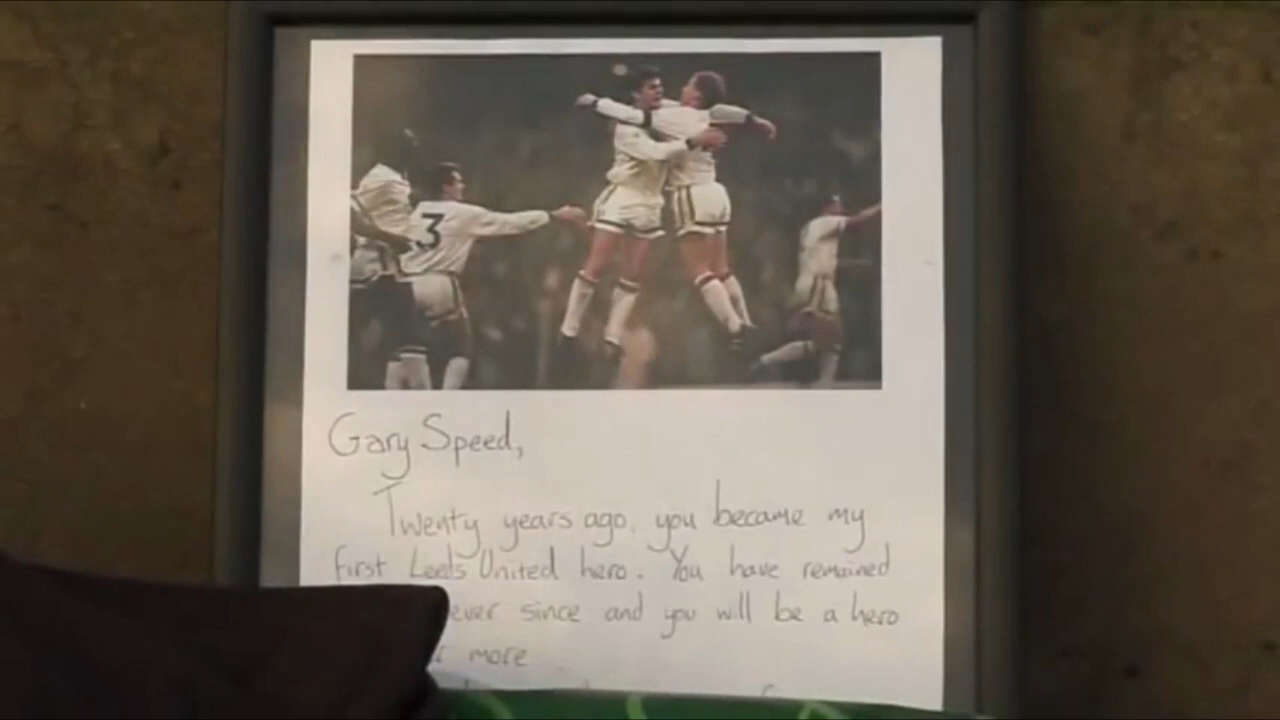 3
Gary Speed,
Twenty years ago, you became my
first Leeds United hero. You have remained
ever since and you will be a hero
more